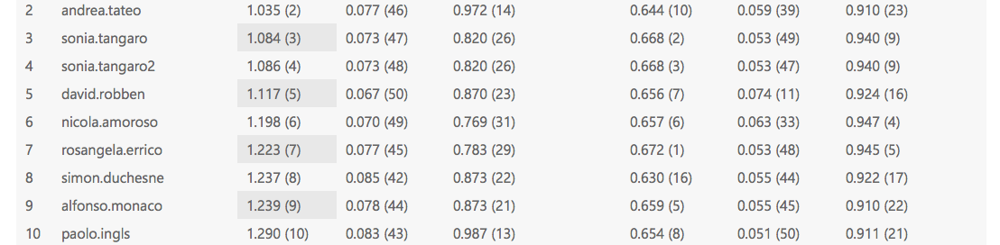 2 andrea.tateo 1.035 (2) 0.077 (46) 0.972 (14) 0.644 (10) 0.059 (39) 0.910 (23)
3 sonia.tangaro 1.084 (3) 0.073 (47) 0.820 (26) 0.668 (2) 0.053 (49) 0.940 (9)
4 sonia.tangaro2 1.086 (4) 0.073 (48) 0.820 (26) 0.668 (3) 0.053 (47) 0.940 (9)
5 david.robben 1.117 (5) 0.067 (50) 0.870 (23) 0.656 (7) 0.074 (11) 0.924 (16)
6 nicola.amoroso 1.198 (6) 0.070 (49) 0.769 (31) 0.657 (6) 0.063 (33) 0.947 (4)
7 rosangela.errico 1.223 (7) 0.077 (45) 0.783 (29) 0.672 (1) 0.053 (48) 0.945 (5)
8 simon.duchesne 1.237 (8) 0.085 (42) 0.873 (22) 0.630 (16) 0.055 (44) 0.922 (17)
9 alfonso.monaco 1.239 (9) 0.078 (44) 0.873 (21) 0.659 (5) 0.055 (45) 0.910 (22)
10 paolo.ingls 1.290 (10) 0.083 (43) 0.987 (13) 0.654 (8) 0.051 (50) 0.911 (21)